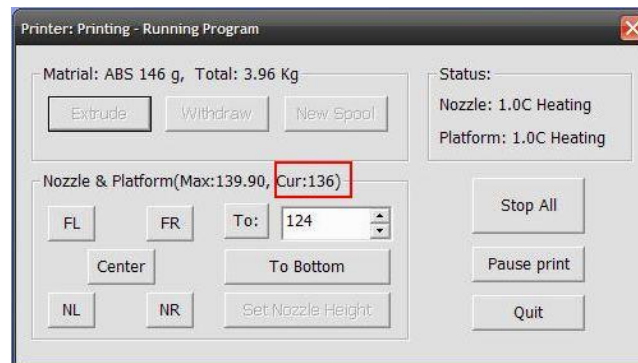 Printer: Printing - Running Program
Matrial: ABS 146 g, Total: 3.96 Kg
Extrude
Withdraw
New Spool
Status:
Nozzle: 1.0C Heating
Platform: 1.0C Heating
Nozzle & Platform(Max:139.90, Cur:136)
FL
FR
To:
124
Center
To Bottom
NL
NR
Set Nozzle Height
Stop All
Pause print
Quit